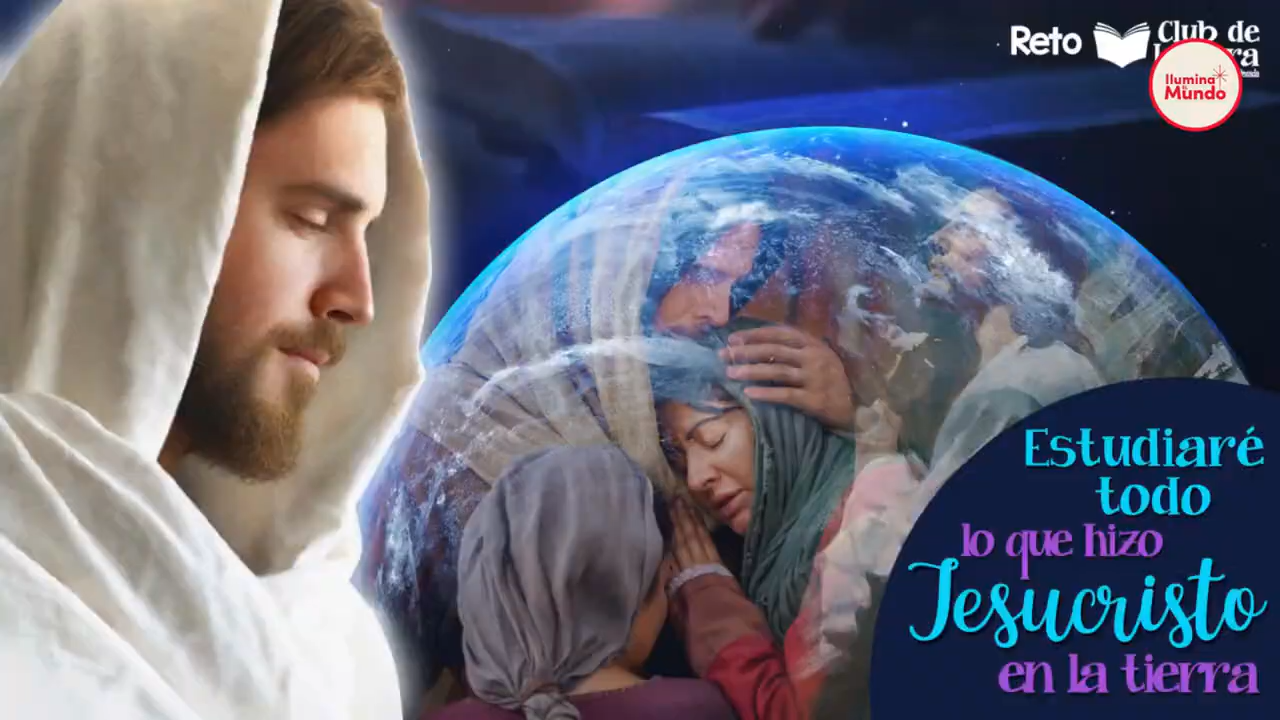 Reto
Club de
Ilumina
Mundo
Estudiaré
todo
lo que hizo
Jesucristo
en la tierra